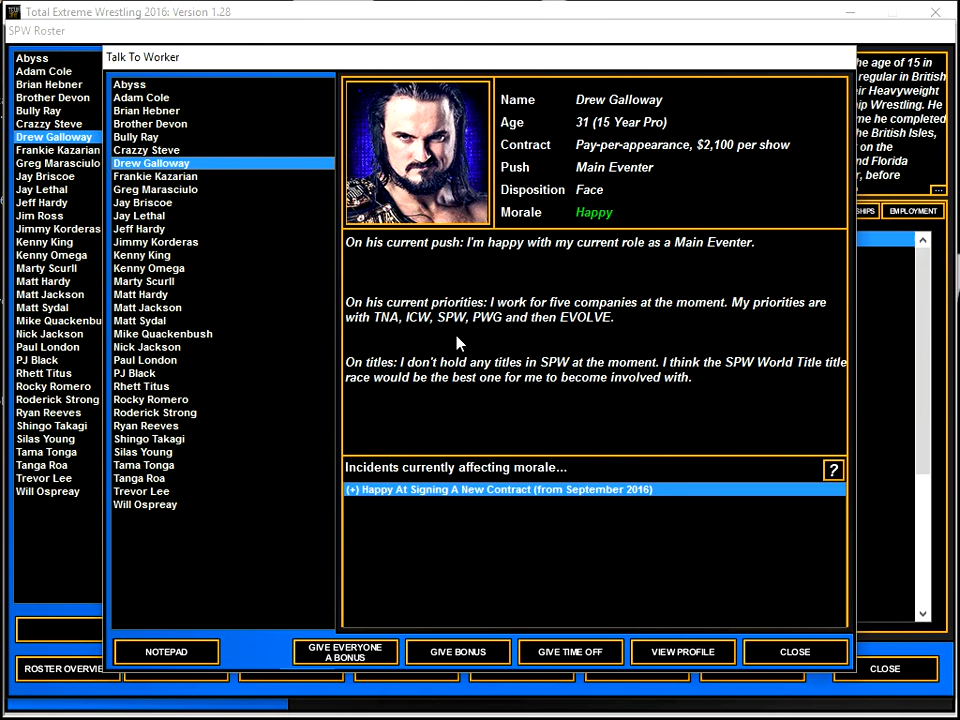 Total Extreme Wrestling 2016: Version 1.28
SPW Roster
Abyss
Adam Cole
Brian Hebner
Brother Devon
Bully Ray
Crazzy Steve
Drew Galloway
Frankie Kazarian
Greg Marasciulo
Jay Briscoe
Jay Lethal
Jeff Hardy
Jim Ross
Jimmy Korderas
Kenny King
Kenny Omega
Marty Scurll
Matt Hardy
Matt Jackson
Matt Sydal
Mike Quackenbu
Nick Jackson
Paul London
PJ Black
Rhett Titus
Rocky Romero
Roderick Strong
Ryan Reeves
Shingo Takagi
Silas Young
Tama Tonga
Tanga Roa
Trevor Lee
Will Ospreay
ROSTER OVERVIE
Talk To Worker
Abyss
Adam Cole
Brian Hebner
Brother Devon
Bully Ray
Crazzy Steve
Drew Galloway
Frankie Kazarian
Greg Marasciulo
Jay Briscoe
Jay Lethal
Jeff Hardy
Jimmy Korderas
Kenny King
Kenny Omega
Marty Scurll
Matt Hardy
Matt Jackson
Matt Sydal
Mike Quackenbush
Nick Jackson
Paul London
PJ Black
Rhett Titus
Rocky Romero
Roderick Strong
Ryan Reeves
Shingo Takagi
Silas Young
Tama Tonga
Tanga Roa
Trevor Lee
Will Ospreay
Name Drew Galloway
Age 31 (15 Year Pro)
Contract Pay-per-appearance, $2,100 per show
Push Main Eventer
Disposition Face
Morale Happy
On his current push: I'm happy with my current role as a Main Eventer.
On his current priorities: I work for five companies at the moment. My priorities are
with TNA, ICW, SPW, PWG and then EVOLVE.
On titles: I don't hold any titles in SPW at the moment. I think the SPW World Title title
race would be the best one for me to become involved with.
Incidents currently affecting morale...
?
(+) Happy At Signing A New Contract (from September 2016)
NOTEPAD
GIVE EVERYONE
A BONUS
GIVE BONUS
GIVE TIME OFF
VIEW PROFILE
CLOSE
he age of 15 in
regular in British
ir Heavyweight
ip Wrestling. He
me he completed
the British Isles,
on the
nd Florida
r, before
...
SHIPS
EMPLOYMENT
CLOSE